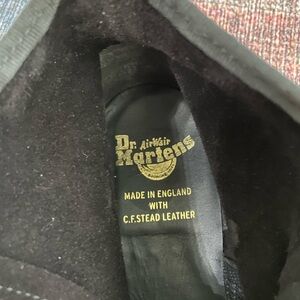 Dr. AirWair
Martens
MADE IN ENGLAND
WITH
C.F.STEAD LEATHER